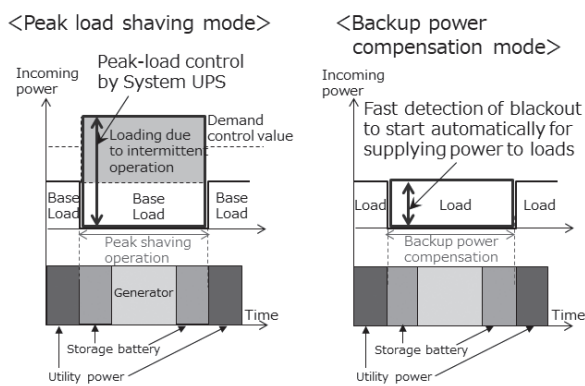 <Peak load shaving mode>
Peak-load control
by System UPS
Incoming
power
Demand
control value
Loading due
to intermittent
operation
Base
Load
Base
Load
Base
Load
Peak shaving
operation
Generator
Time
Storage battery
Utility power
<Backup power
compensation mode>
Incoming
power
Fast detection of blackout
to start automatically for
supplying power to loads
Load
Load
Load
Backup power
compensation
Time
Storage battery
Utility power